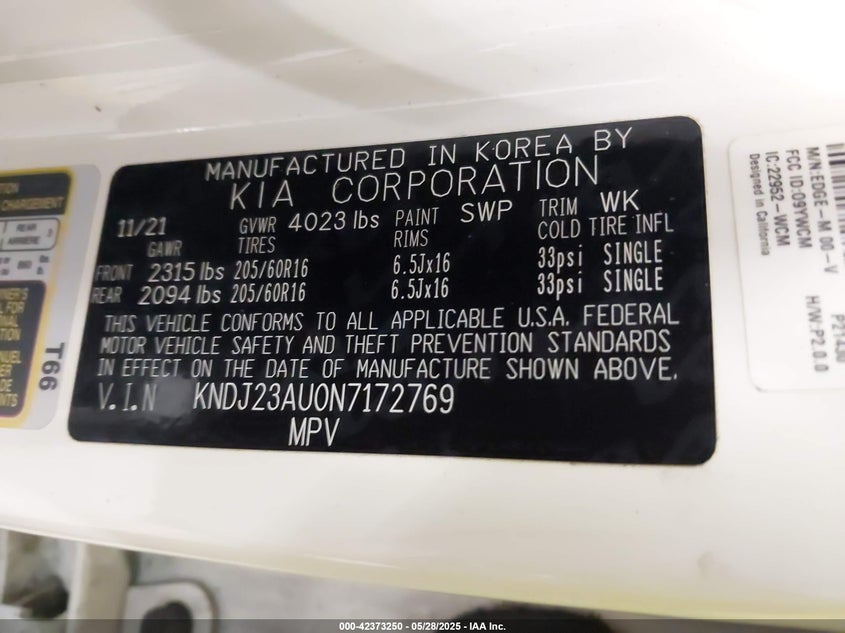 MANUFACTURED IN KOREA BY
KIA CORPORATION
11/21 GVWR 4023 lbs PAINT SWP TRIM WK
GAWR TIRES RIMS COLD TIRE INFL
FRONT 2315 lbs 205/60R16 6.5Jx16 33psi SINGLE
REAR 2094 lbs 205/60R16 6.5Jx16 33psi SINGLE
THIS VEHICLE CONFORMS TO ALL APPLICABLE U.S.A. FEDERAL
MOTOR VEHICLE SAFETY AND THEFT PREVENTION STANDARDS
IN EFFECT ON THE DATE OF MANUFACTURE SHOWN ABOVE.
V.I.N KNDJ23AU0N7172769
MPV
T66
CHARGEMENT
REAR
ARRIÈRE
M/N:EDGE-M 00-V
FCC ID:O9YWCM
IC:22952-WCM
Designed in California
H/W:P2.0.0
000-42373250 - 05/28/2025 - IAA Inc.